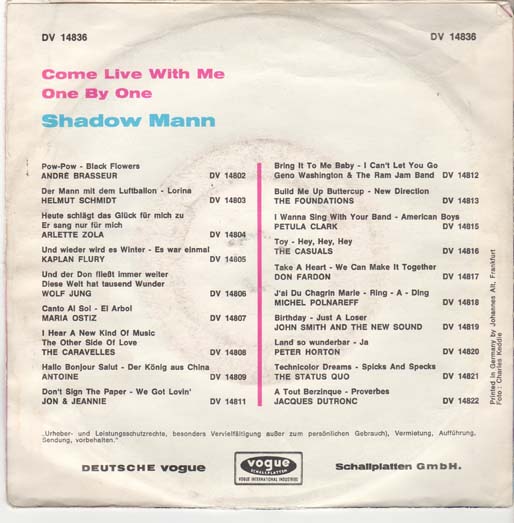 DV 14836
DV 14836
Come Live With Me
One By One
Shadow Mann
Pow-Pow - Black Flowers
ANDRÉ BRASSEUR DV 14802
Der Mann mit dem Luftballon - Lorina
HELMUT SCHMIDT DV 14803
Heute schlägt das Glück für mich zu
Er sang nur für mich
ARLETTE ZOLA DV 14804
Und wieder wird es Winter - Es war einmal
KAPLAN FLURY DV 14805
Und der Don fließt immer weiter
Diese Welt hat tausend Wunder
WOLF JUNG DV 14806
Canto Al Sol - El Arbol
MARIA OSTIZ DV 14807
I Hear A New Kind Of Music
The Other Side Of Love
THE CARAVELLES DV 14808
Hallo Bonjour Salut - Der König aus China
ANTOINE DV 14809
Don't Sign The Paper - We Got Lovin'
JON & JEANNIE DV 14811
Bring It To Me Baby - I Can't Let You Go
Geno Washington & The Ram Jam Band DV 14812
Build Me Up Buttercup - New Direction
THE FOUNDATIONS DV 14813
I Wanna Sing With Your Band - American Boys
PETULA CLARK DV 14815
Toy - Hey, Hey, Hey
THE CASUALS DV 14816
Take A Heart - We Can Make It Together
DON FARDON DV 14817
J'ai Du Chagrin Marie - Ring - A - Ding
MICHEL POLNAREFF DV 14818
Birthday - Just A Loser
JOHN SMITH AND THE NEW SOUND DV 14819
Land so wunderbar - Ja
PETER HORTON DV 14820
Technicolor Dreams - Spicks And Specks
THE STATUS QUO DV 14821
A Tout Berzinque - Proverbes
JACQUES DUTRONC DV 14822
Printed in Germany by Johannes Alt, Frankfurt
Foto : Charles Knoddle
„Urheber- und Leistungsschutzrechte, besonders Vervielfältigung außer zum persönlichen Gebrauch), Vermietung, Aufführung,
Sendung, vorbehalten."
DEUTSCHE vogue
vogue
SCHALLPLATTEN
VOGUE INTERNATIONAL INDUSTRIES
Schallplatten GmbH.